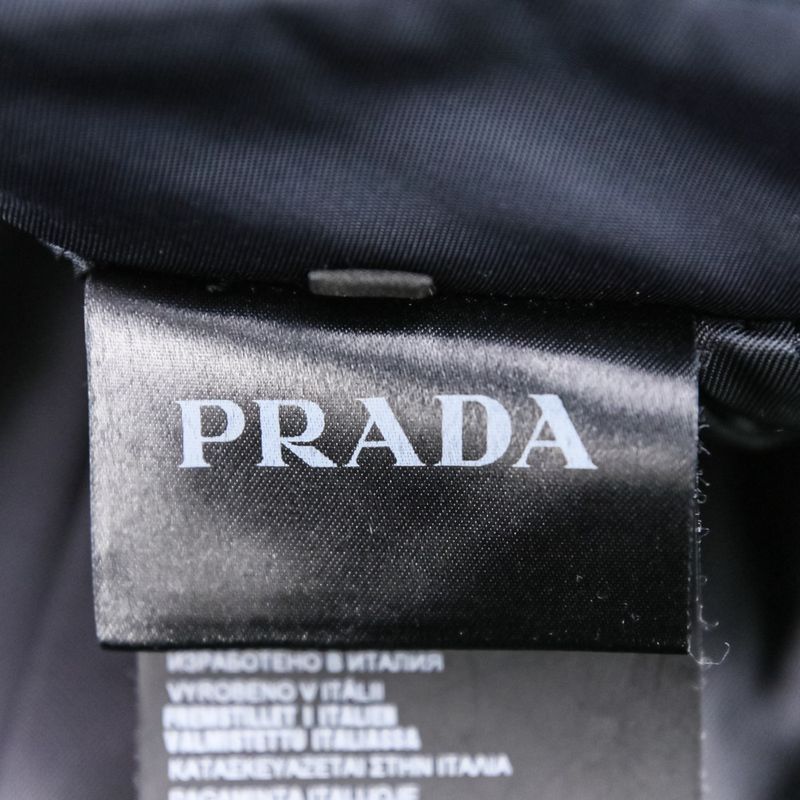 PRADA
ИЗРАБОТЕНО В ИТАЛИЯ
VYROBENO V ITÁLII
FREMSTILLET I ITALIEN
VALMISTETTU ITALIASSA
ΚΑΤΑΣΚΕΥΑΖΕΤΑΙ ΣΤΗΝ ΙΤΑΛΙΑ